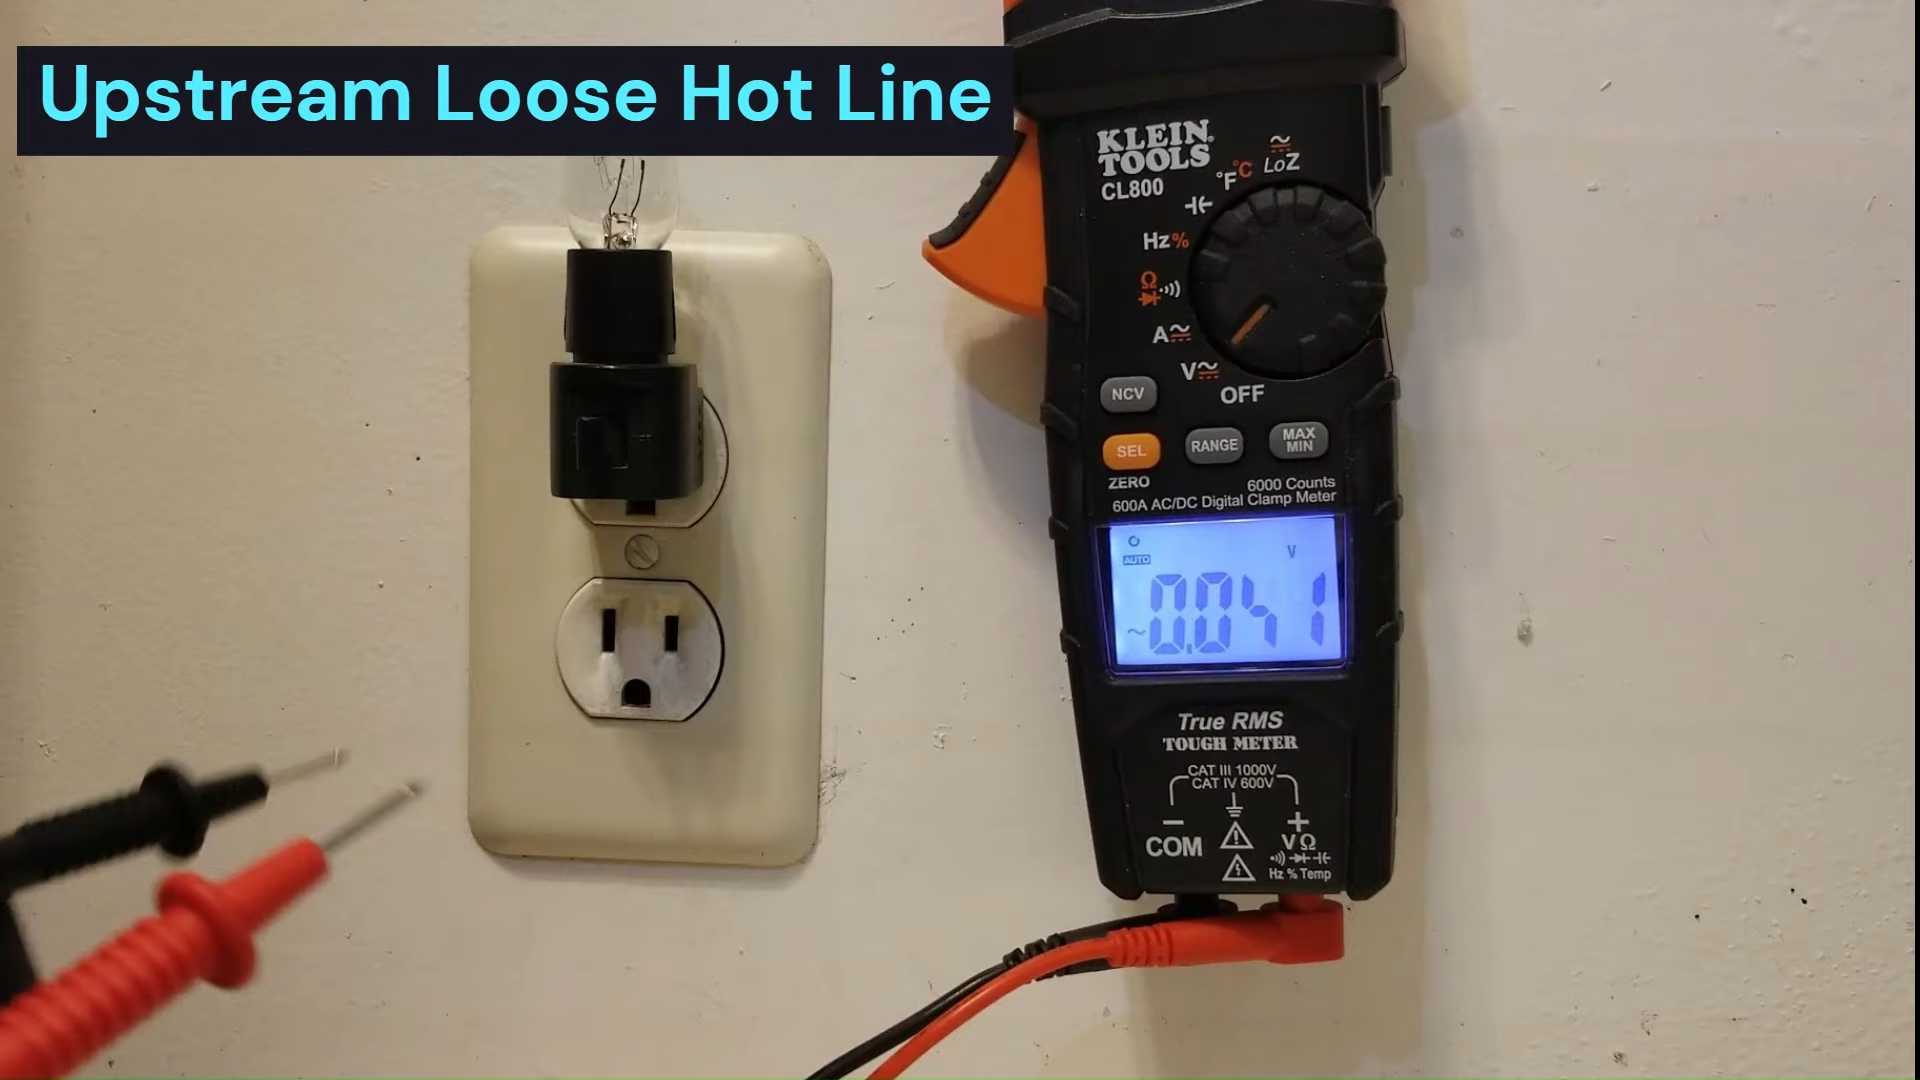 Upstream Loose Hot Line
KLEIN
TOOLS
CL800
LoZ
°F°C
Hz%
Ω
A
V
OFF
NCV
SEL
RANGE
MAX
MIN
ZERO
6000 Counts
600A AC/DC Digital Clamp Meter
V
AUTO
~0.041
True RMS
TOUGH METER
CAT III 1000V
CAT IV 600V
− +
COM
VΩ
Hz % Temp